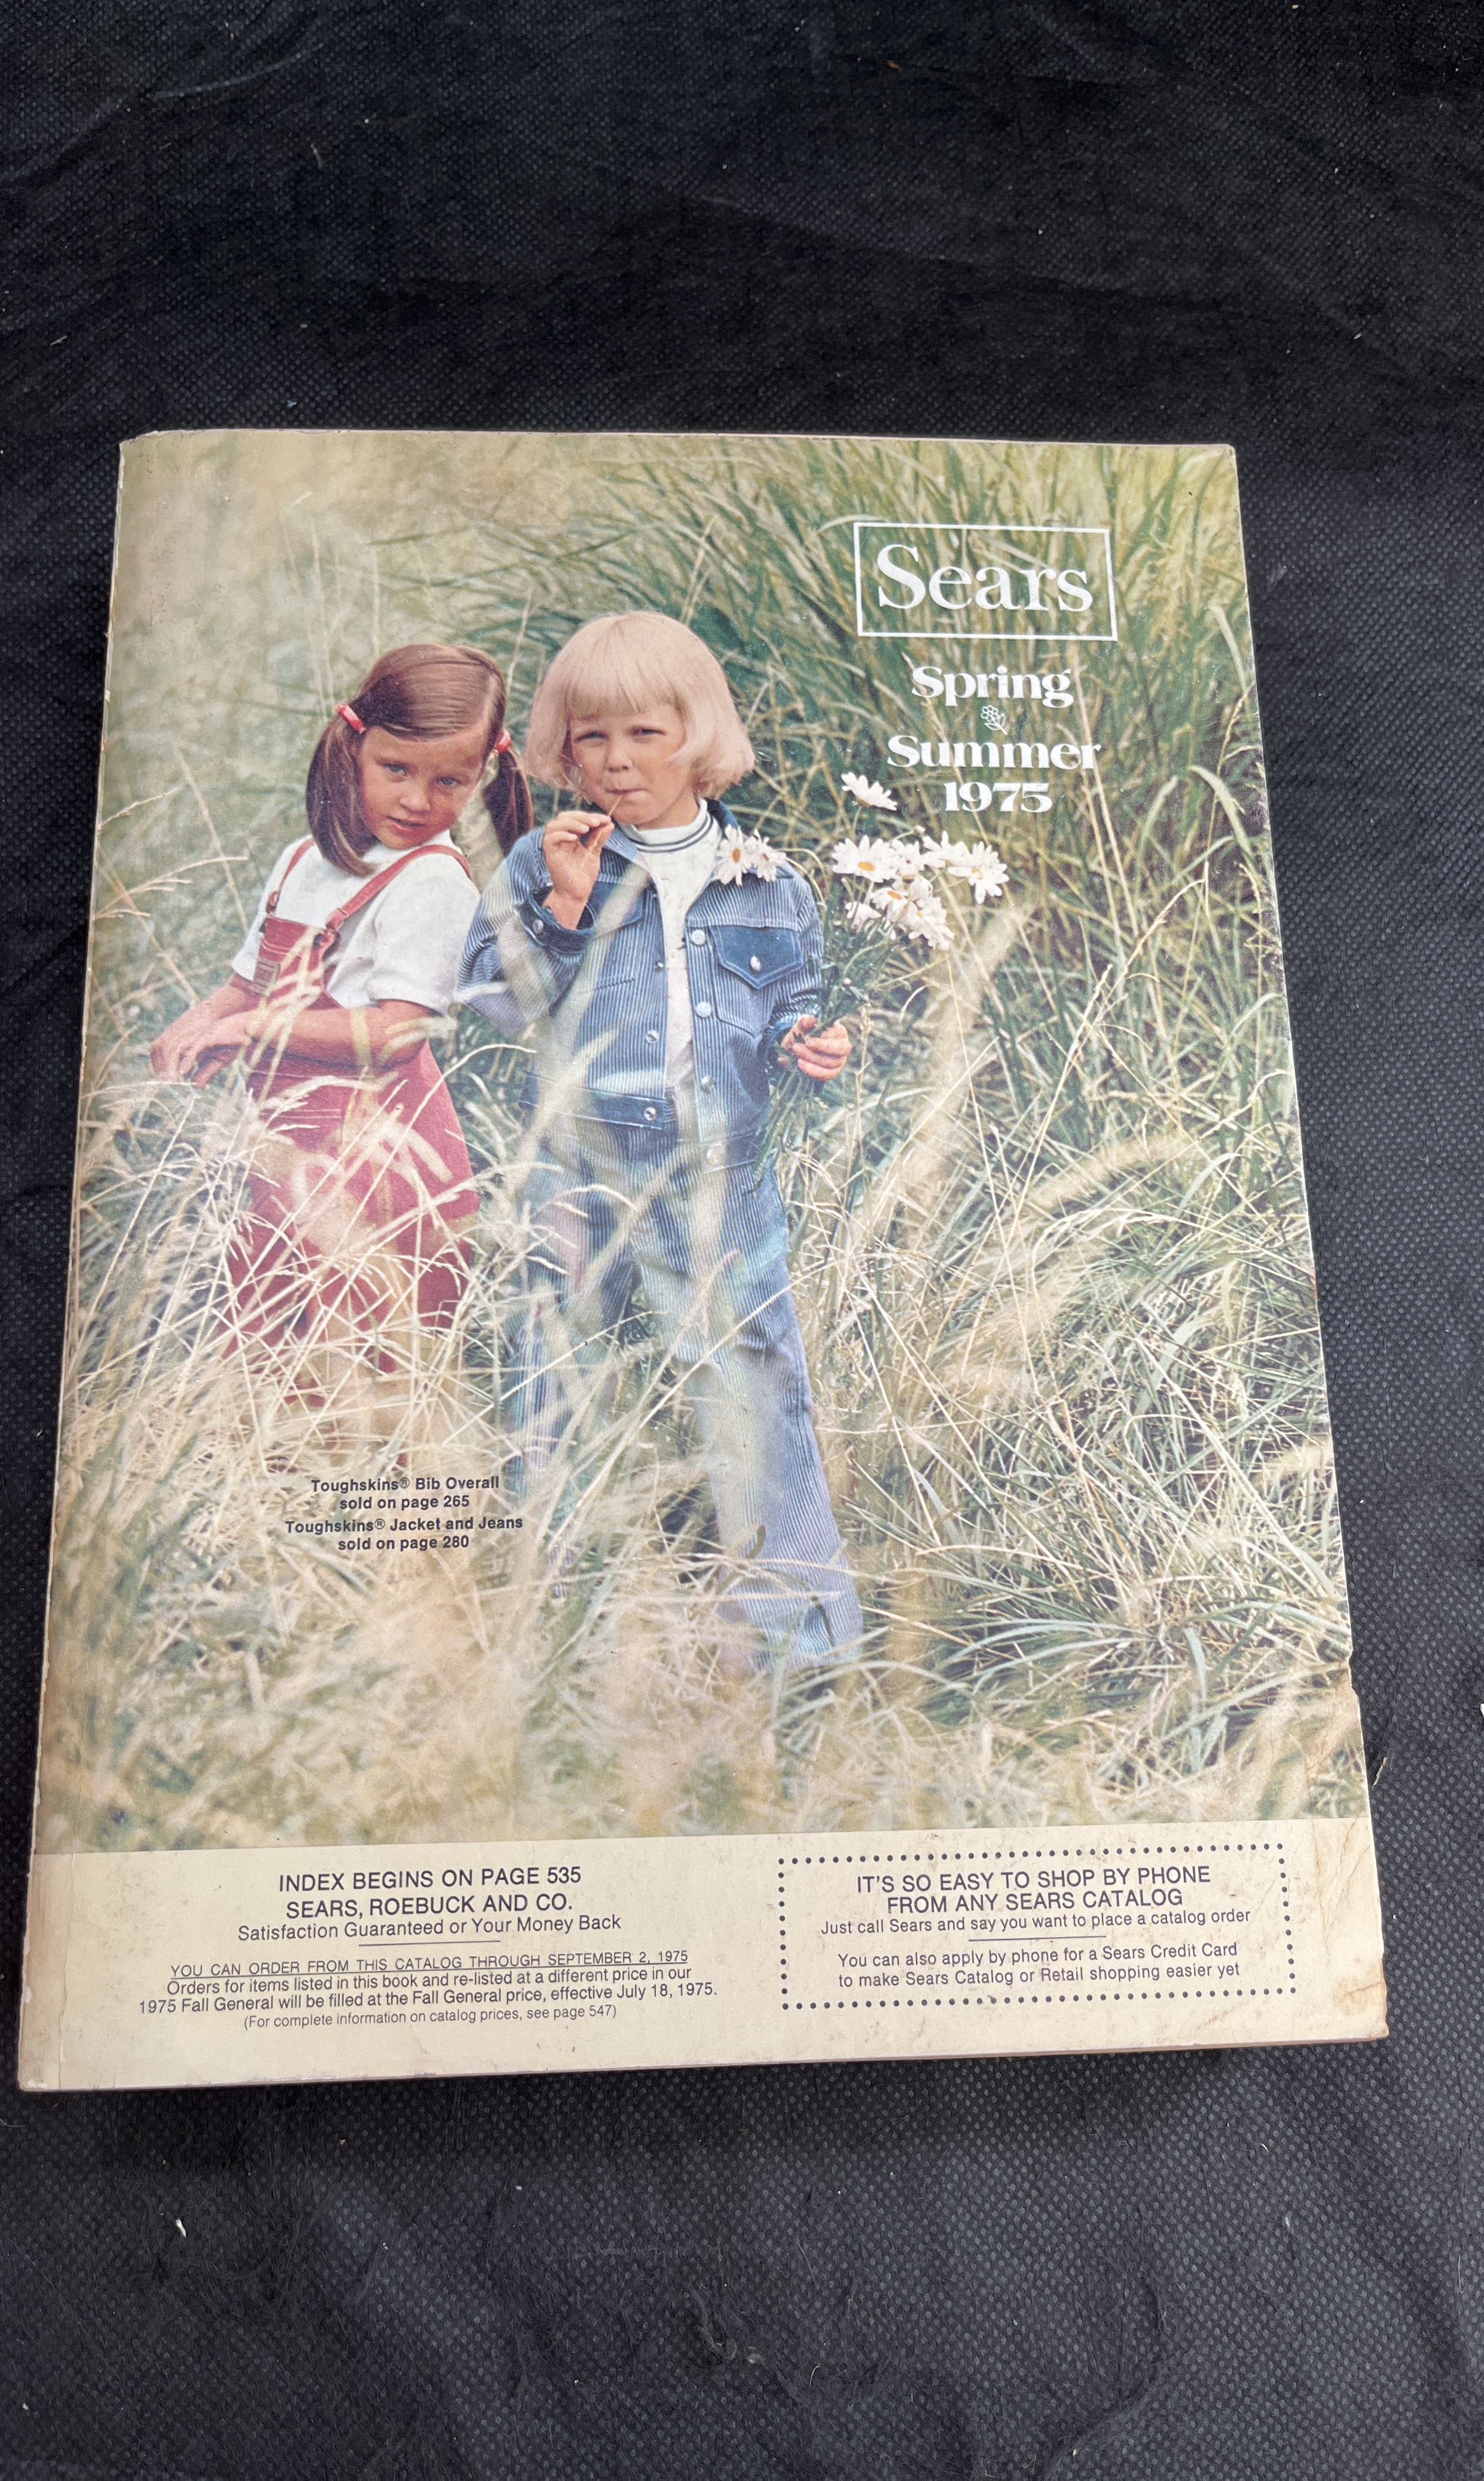 Sears
Spring
Summer
1975
Toughskins® Bib Overall
sold on page 265
Toughskins® Jacket and Jeans
sold on page 280
INDEX BEGINS ON PAGE 535
SEARS, ROEBUCK AND CO.
Satisfaction Guaranteed or Your Money Back
YOU CAN ORDER FROM THIS CATALOG THROUGH SEPTEMBER 2, 1975
Orders for items listed in this book and re-listed at a different price in our
1975 Fall General will be filled at the Fall General price, effective July 18, 1975.
(For complete information on catalog prices, see page 547)
IT'S SO EASY TO SHOP BY PHONE
FROM ANY SEARS CATALOG
Just call Sears and say you want to place a catalog order
You can also apply by phone for a Sears Credit Card
to make Sears Catalog or Retail shopping easier yet